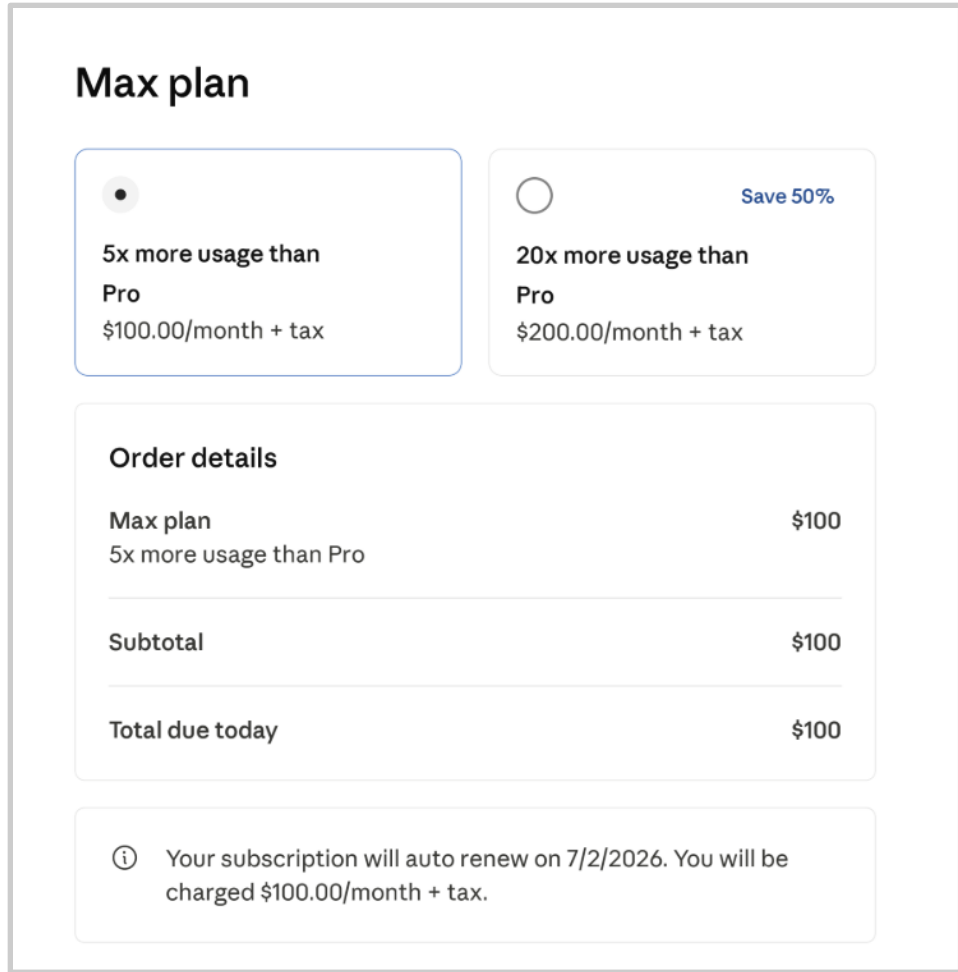 Max plan
5x more usage than
Pro
$100.00/month + tax
Save 50%
20x more usage than
Pro
$200.00/month + tax
Order details
Max plan $100
5x more usage than Pro
Subtotal $100
Total due today $100
Your subscription will auto renew on 7/2/2026. You will be
charged $100.00/month + tax.